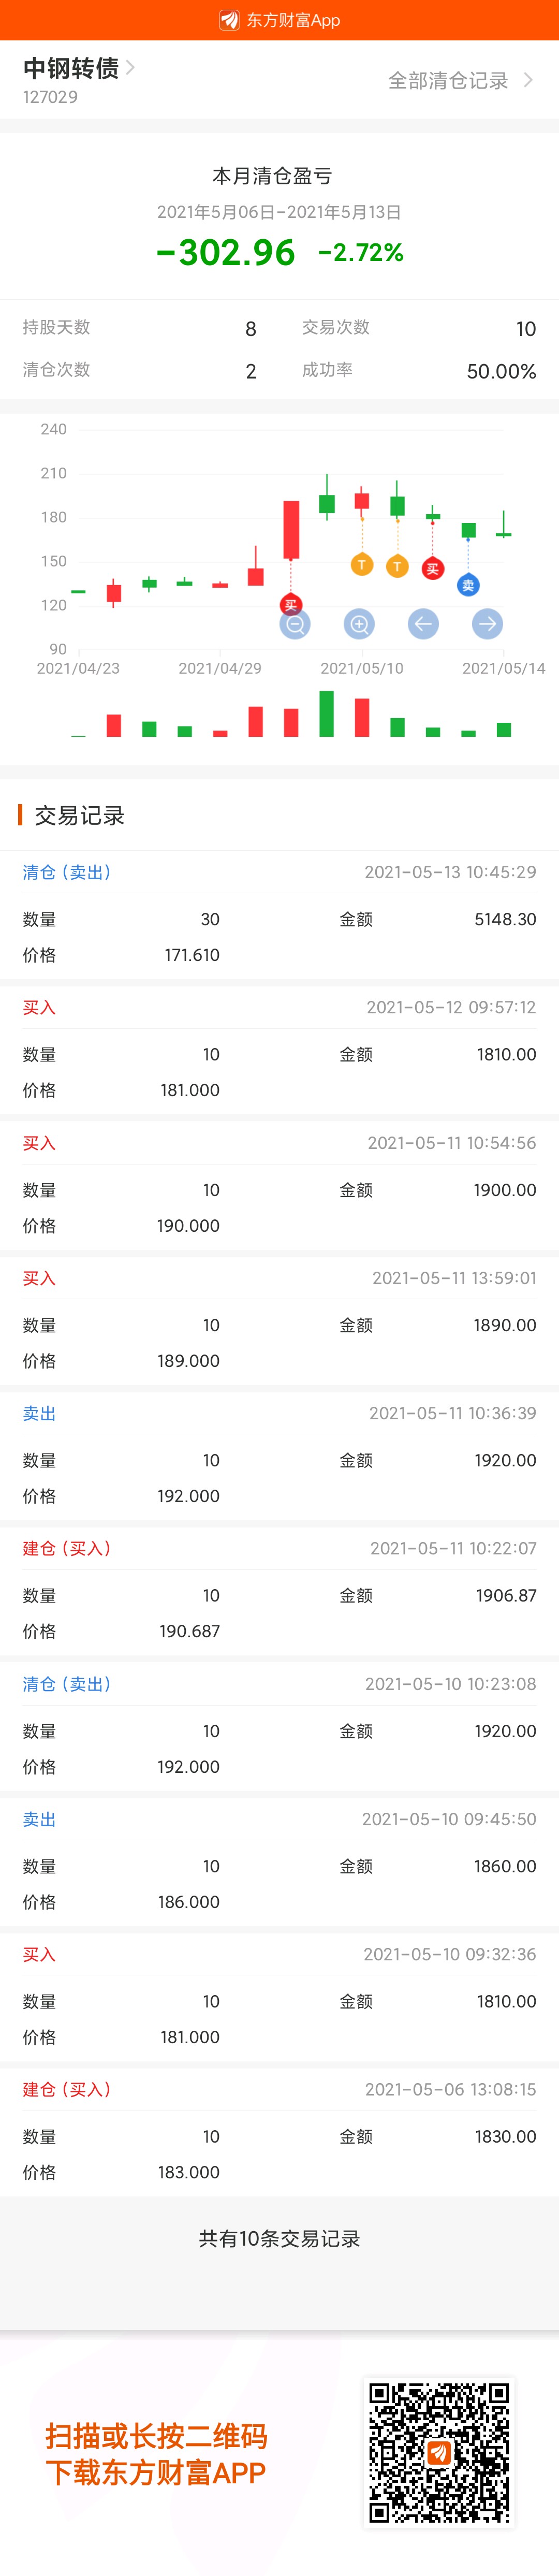 东方财富App
中钢转债
127029
全部清仓记录
本月清仓盈亏
2021年5月06日-2021年5月13日
-302.96 -2.72%
持股天数 8 交易次数 10
清仓次数 2 成功率 50.00%
240
210
180
150
120
90
T T 买 卖
买
2021/04/23 2021/04/29 2021/05/10 2021/05/14
交易记录
清仓 (卖出) 2021-05-13 10:45:29
数量 30 金额 5148.30
价格 171.610
买入 2021-05-12 09:57:12
数量 10 金额 1810.00
价格 181.000
买入 2021-05-11 10:54:56
数量 10 金额 1900.00
价格 190.000
买入 2021-05-11 13:59:01
数量 10 金额 1890.00
价格 189.000
卖出 2021-05-11 10:36:39
数量 10 金额 1920.00
价格 192.000
建仓 (买入) 2021-05-11 10:22:07
数量 10 金额 1906.87
价格 190.687
清仓 (卖出) 2021-05-10 10:23:08
数量 10 金额 1920.00
价格 192.000
卖出 2021-05-10 09:45:50
数量 10 金额 1860.00
价格 186.000
买入 2021-05-10 09:32:36
数量 10 金额 1810.00
价格 181.000
建仓 (买入) 2021-05-06 13:08:15
数量 10 金额 1830.00
价格 183.000
共有10条交易记录
扫描或长按二维码
下载东方财富APP